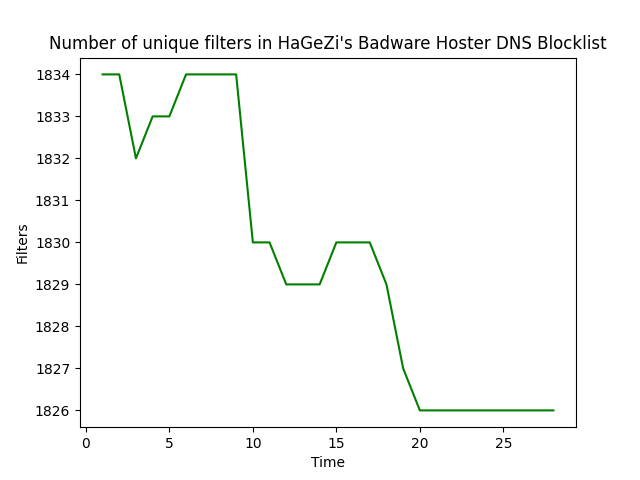 Number of unique filters in HaGeZi's Badware Hoster DNS Blocklist
1834
1833
1832
1831
1830
1829
1828
1827
1826
Filters
0 5 10 15 20 25
Time